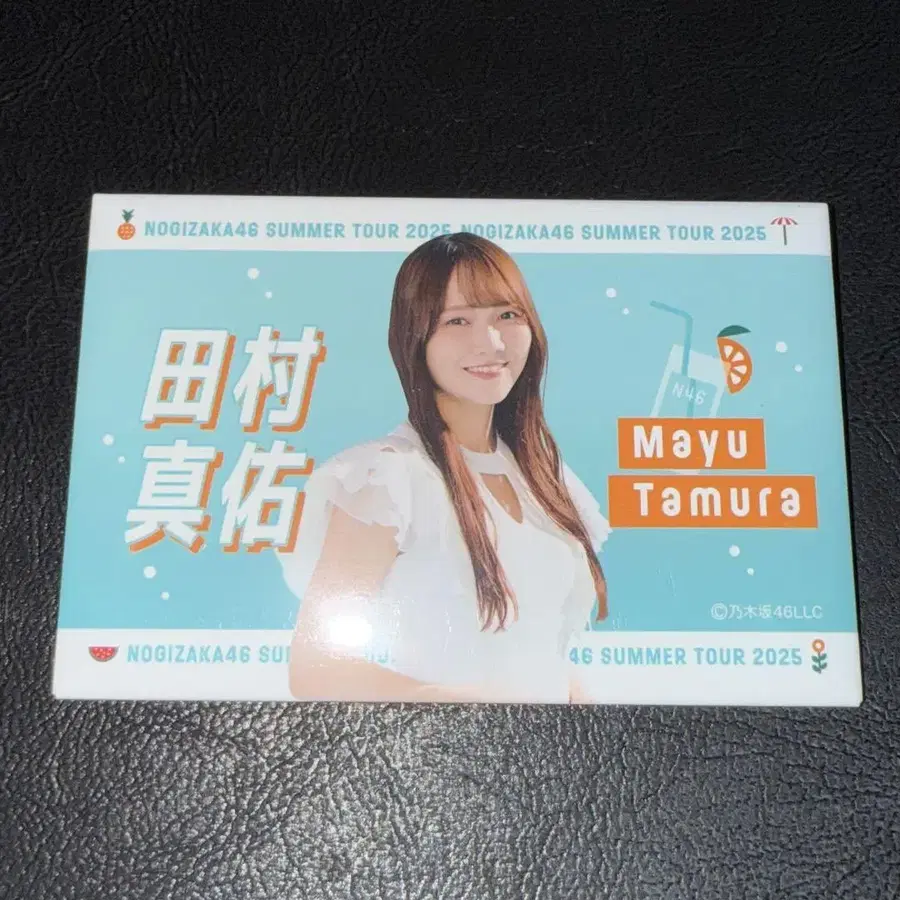 NOGIZAKA46 SUMMER TOUR 2025 NOGIZAKA46 SUMMER TOUR 2025
田村
真佑
N46
Mayu
Tamura
©乃木坂46LLC
NOGIZAKA46 46 SUMMER TOUR 2025